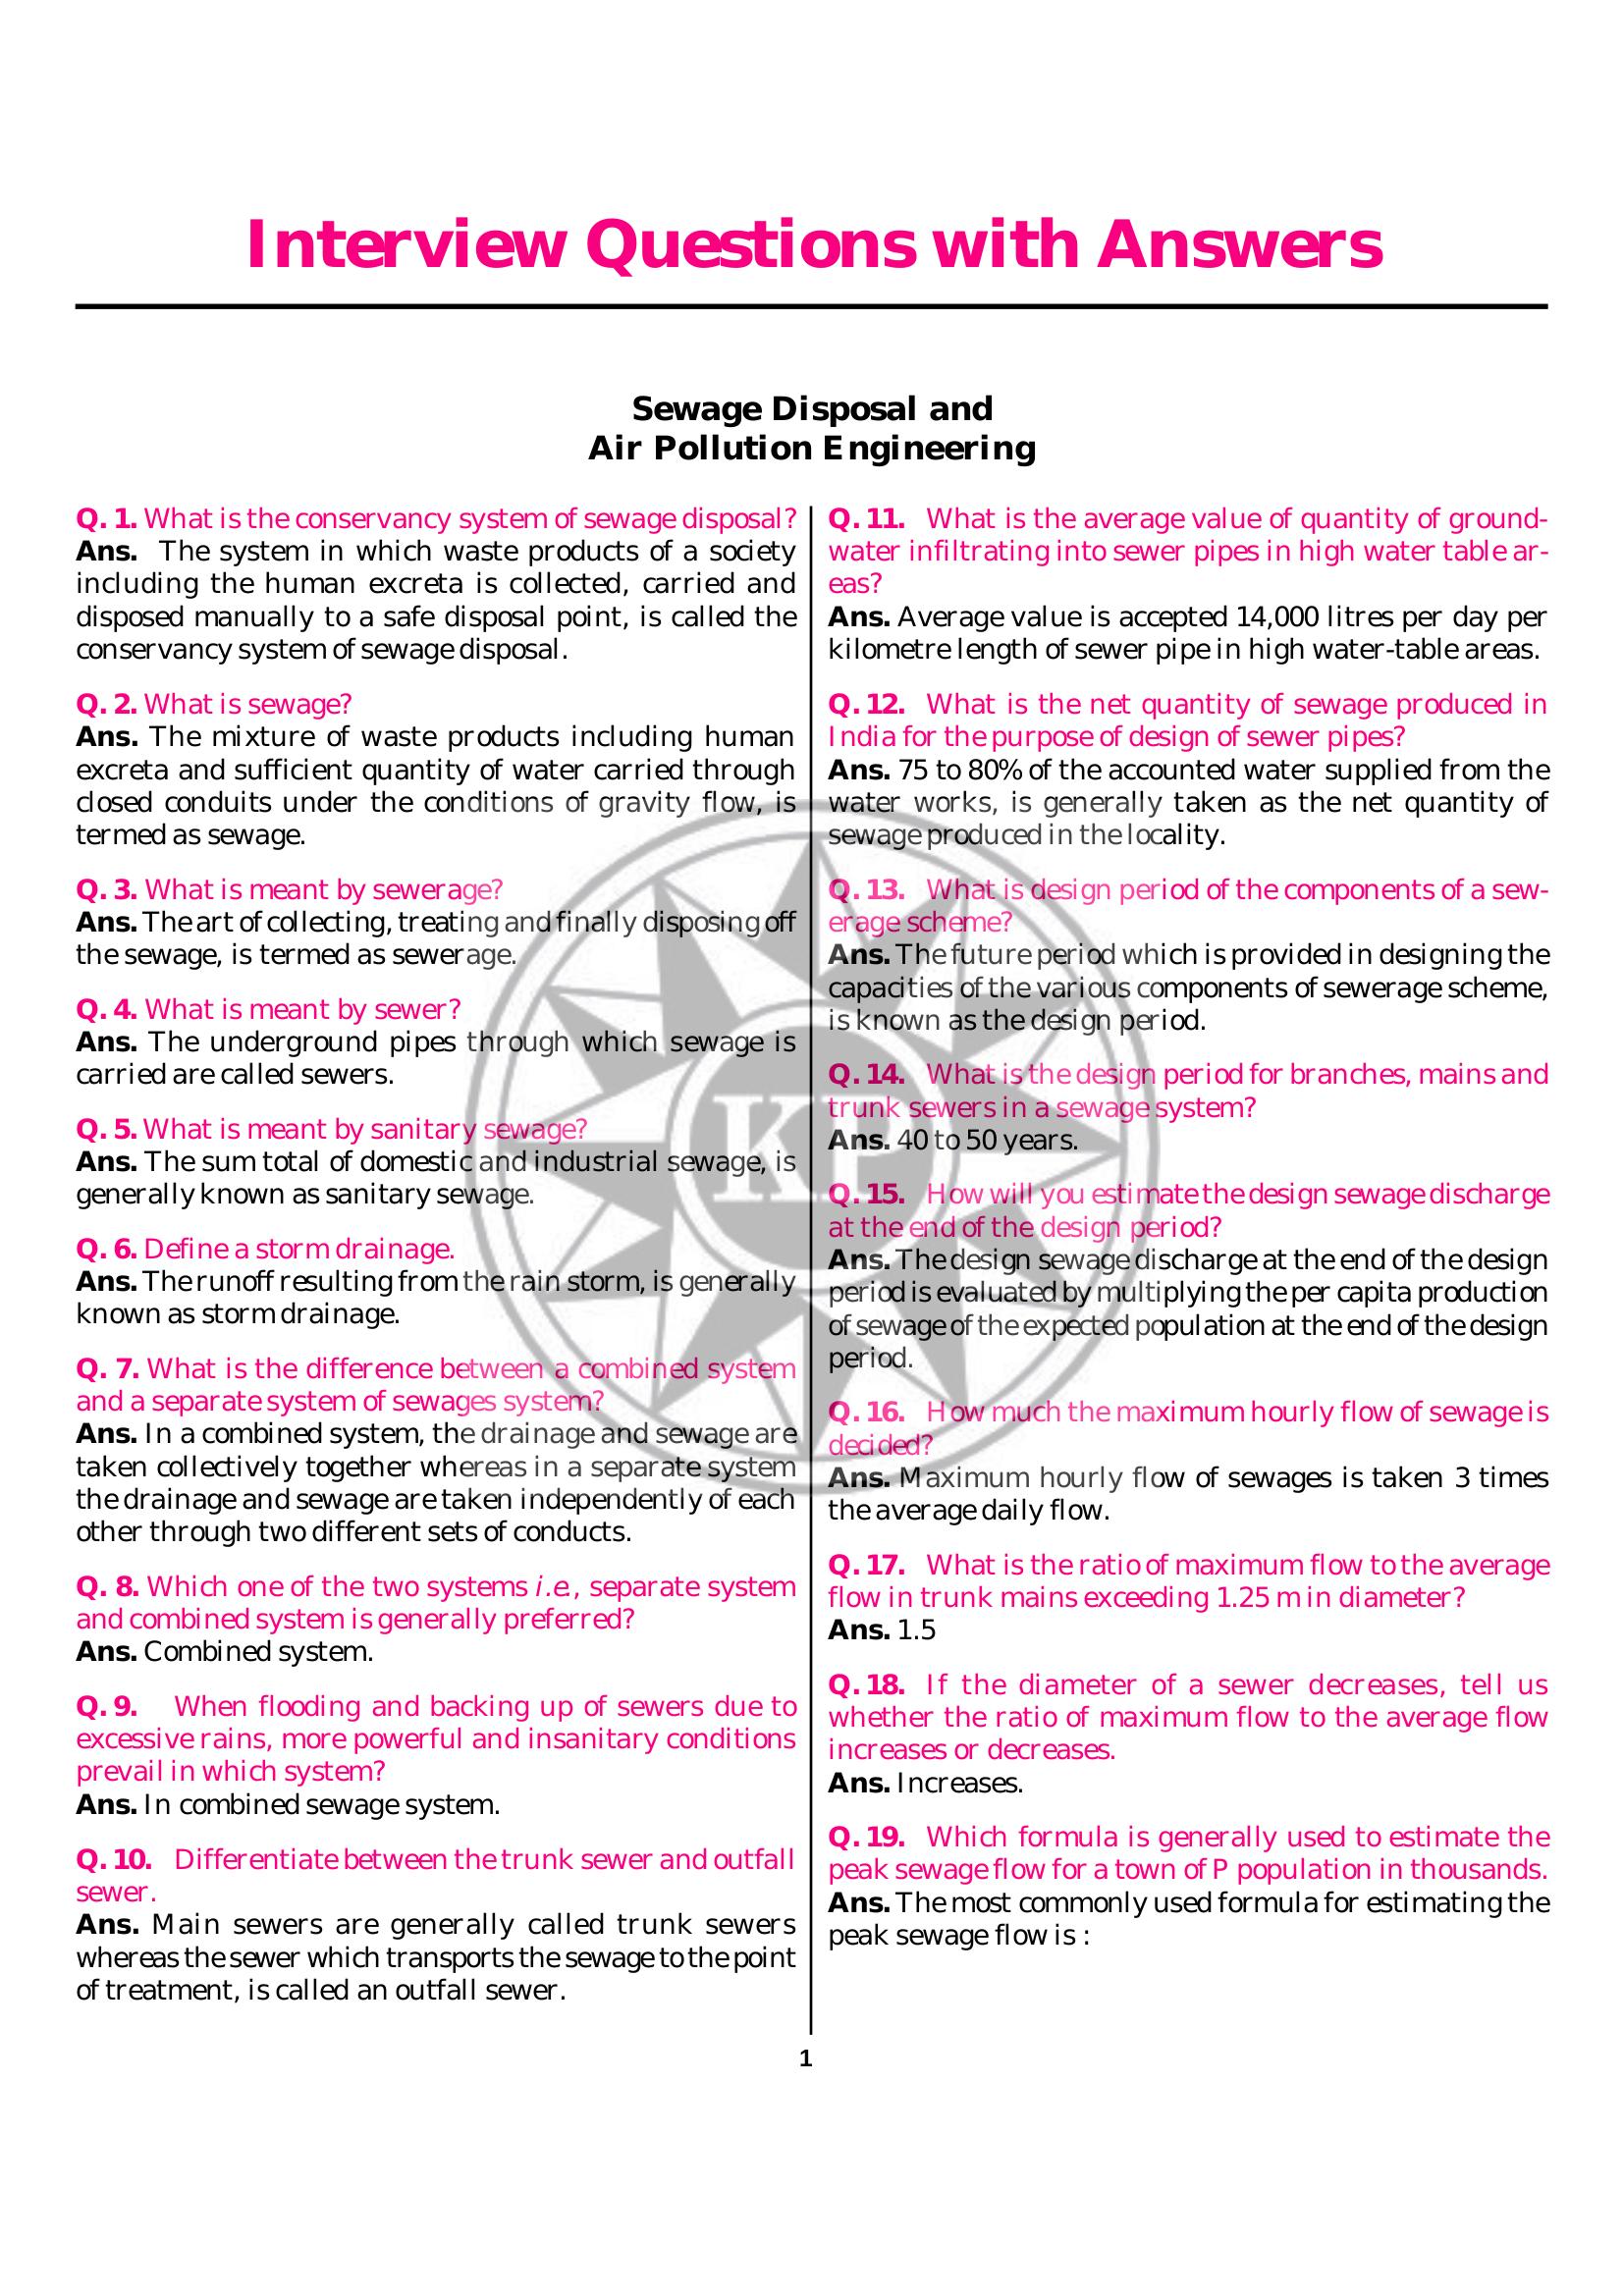 Interview Questions with Answers
Sewage Disposal and
Air Pollution Engineering
Q. 1. What is the conservancy system of sewage disposal?
Ans. The system in which waste products of a society
including the human excreta is collected, carried and
disposed manually to a safe disposal point, is called the
conservancy system of sewage disposal.
Q. 2. What is sewage?
Ans. The mixture of waste products including human
excreta and sufficient quantity of water carried through
closed conduits under the conditions of gravity flow, is
termed as sewage.
Q. 3. What is meant by sewerage?
Ans. The art of collecting, treating and finally disposing off
the sewage, is termed as sewerage.
Q. 4. What is meant by sewer?
Ans. The underground pipes through which sewage is
carried are called sewers.
Q. 5. What is meant by sanitary sewage?
Ans. The sum total of domestic and industrial sewage, is
generally known as sanitary sewage.
Q. 6. Define a storm drainage.
Ans. The runoff resulting from the rain storm, is generally
known as storm drainage.
Q. 7. What is the difference between a combined system
and a separate system of sewages system?
Ans. In a combined system, the drainage and sewage are
taken collectively together whereas in a separate system
the drainage and sewage are taken independently of each
other through two different sets of conducts.
Q. 8. Which one of the two systems i.e., separate system
and combined system is generally preferred?
Ans. Combined system.
Q. 9. When flooding and backing up of sewers due to
excessive rains, more powerful and insanitary conditions
prevail in which system?
Ans. In combined sewage system.
Q. 10. Differentiate between the trunk sewer and outfall
sewer.
Ans. Main sewers are generally called trunk sewers
whereas the sewer which transports the sewage to the point
of treatment, is called an outfall sewer.
Q. 11. What is the average value of quantity of ground-
water infiltrating into sewer pipes in high water table ar-
eas?
Ans. Average value is accepted 14,000 litres per day per
kilometre length of sewer pipe in high water-table areas.
Q. 12. What is the net quantity of sewage produced in
India for the purpose of design of sewer pipes?
Ans. 75 to 80% of the accounted water supplied from the
water works, is generally taken as the net quantity of
sewage produced in the locality.
Q. 13. What is design period of the components of a sew-
erage scheme?
Ans. The future period which is provided in designing the
capacities of the various components of sewerage scheme,
is known as the design period.
Q. 14. What is the design period for branches, mains and
trunk sewers in a sewage system?
Ans. 40 to 50 years.
Q. 15. How will you estimate the design sewage discharge
at the end of the design period?
Ans. The design sewage discharge at the end of the design
period is evaluated by multiplying the per capita production
of sewage of the expected population at the end of the design
period.
Q. 16. How much the maximum hourly flow of sewage is
decided?
Ans. Maximum hourly flow of sewages is taken 3 times
the average daily flow.
Q. 17. What is the ratio of maximum flow to the average
flow in trunk mains exceeding 1.25 m in diameter?
Ans. 1.5
Q. 18. If the diameter of a sewer decreases, tell us
whether the ratio of maximum flow to the average flow
increases or decreases.
Ans. Increases.
Q. 19. Which formula is generally used to estimate the
peak sewage flow for a town of P population in thousands.
Ans. The most commonly used formula for estimating the
peak sewage flow is :
KP
1